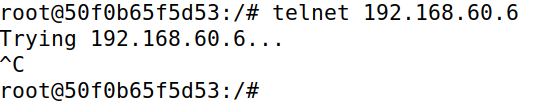 root@50f0b65f5d53:/# telnet 192.168.60.6
Trying 192.168.60.6...
^C
root@50f0b65f5d53:/#